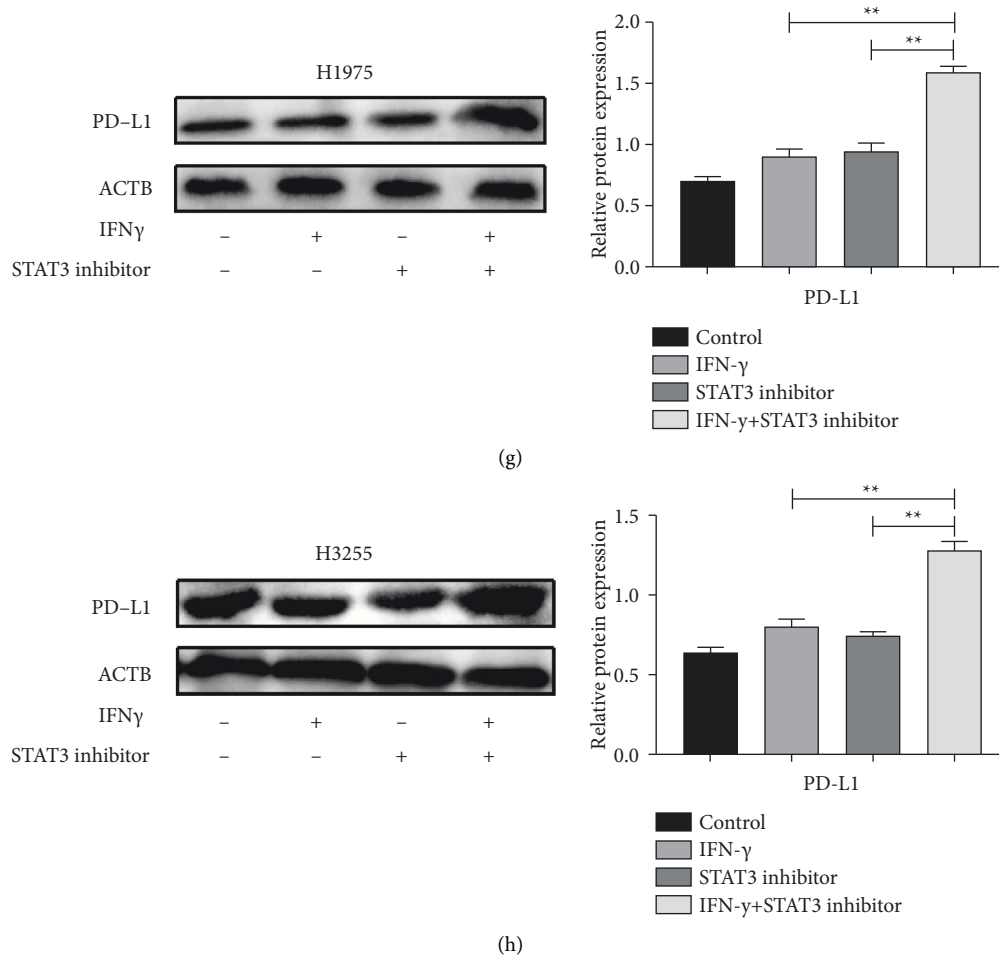 H1975
PD–L1
ACTB
IFNγ – + – +
STAT3 inhibitor – – + +
Relative protein expression
2.0
1.5
1.0
0.5
0.0
**
**
PD-L1
Control
IFN-γ
STAT3 inhibitor
IFN-y+STAT3 inhibitor
(g)
H3255
PD–L1
ACTB
IFNγ – + – +
STAT3 inhibitor – – + +
Relative protein expression
1.5
1.0
0.5
0.0
**
**
PD-L1
Control
IFN-γ
STAT3 inhibitor
IFN-y+STAT3 inhibitor
(h)